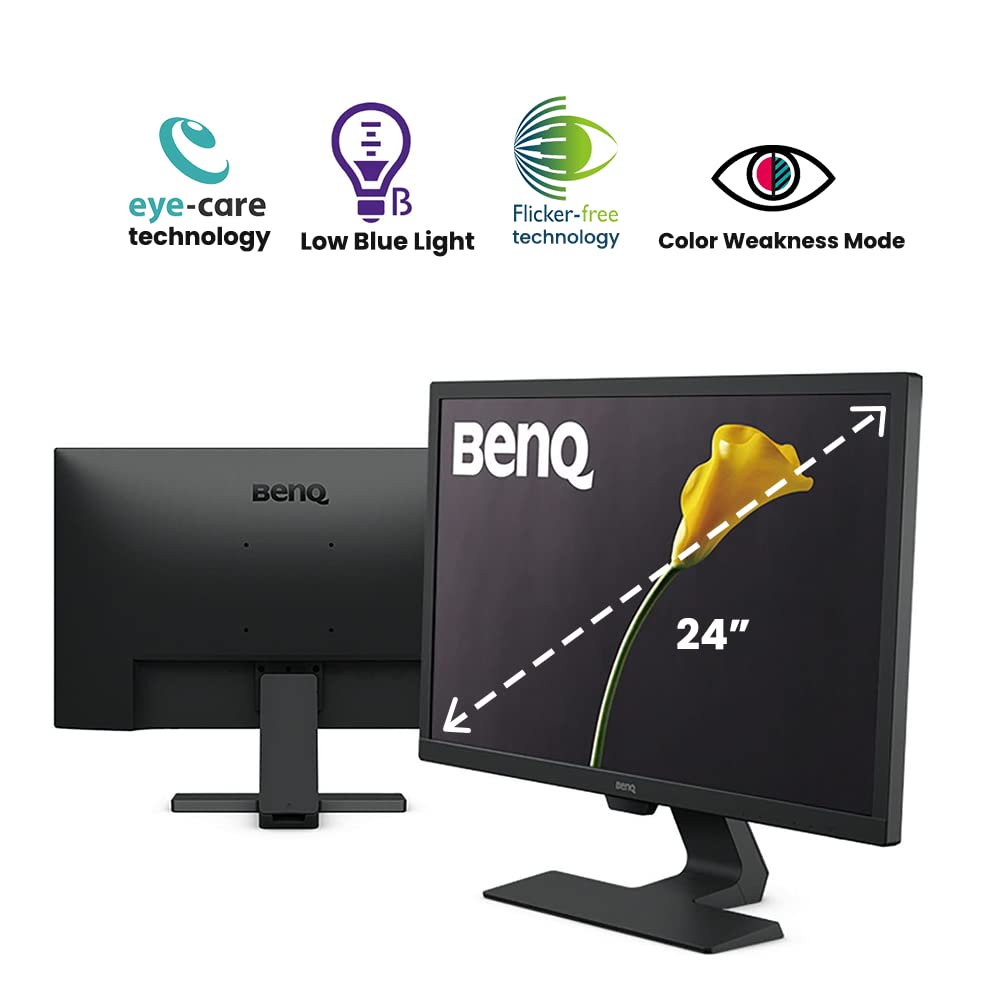 eye-care
technology
B
Low Blue Light
Flicker-free
technology
Color Weakness Mode
BenQ
BenQ
24”
BenQ